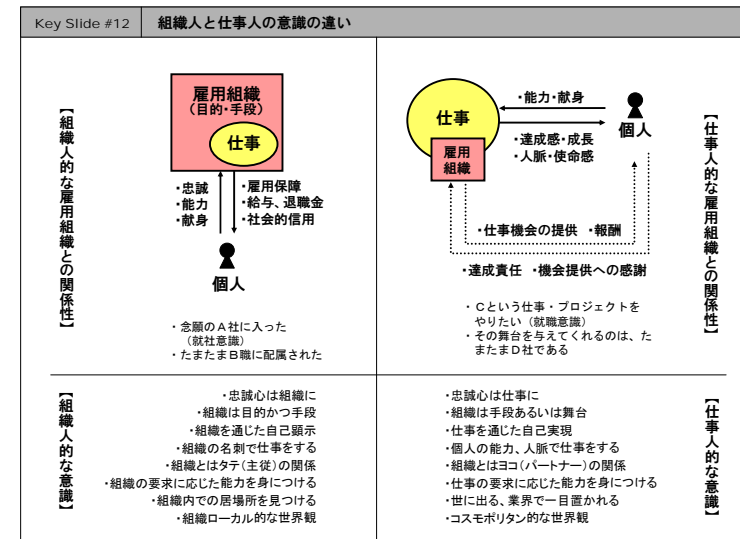 Key Slide #12
組織人と仕事人の意識の違い
【組織人的な雇用組織との関係性】
雇用組織
（目的・手段）
仕事
・忠誠
・能力
・献身
・雇用保障
・給与、退職金
・社会的信用
個人
・念願のＡ社に入った
（就社意識）
・たまたまＢ職に配属された
仕事
雇用
組織
・能力・献身
・達成感・成長
・人脈・使命感
個人
・仕事機会の提供　・報酬
・達成責任　・機会提供への感謝
・Ｃという仕事・プロジェクトを
やりたい（就職意識）
・その舞台を与えてくれるのは、た
またまＤ社である
【仕事人的な雇用組織との関係性】
【組織人的な意識】
・忠誠心は組織に
・組織は目的かつ手段
・組織を通じた自己顕示
・組織の名刺で仕事をする
・組織とはタテ（主従）の関係
・組織の要求に応じた能力を身につける
・組織内での居場所を見つける
・組織ローカル的な世界観
・忠誠心は仕事に
・組織は手段あるいは舞台
・仕事を通じた自己実現
・個人の能力、人脈で仕事をする
・組織とはヨコ（パートナー）の関係
・仕事の要求に応じた能力を身につける
・世に出る、業界で一目置かれる
・コスモポリタン的な世界観
【仕事人的な意識】